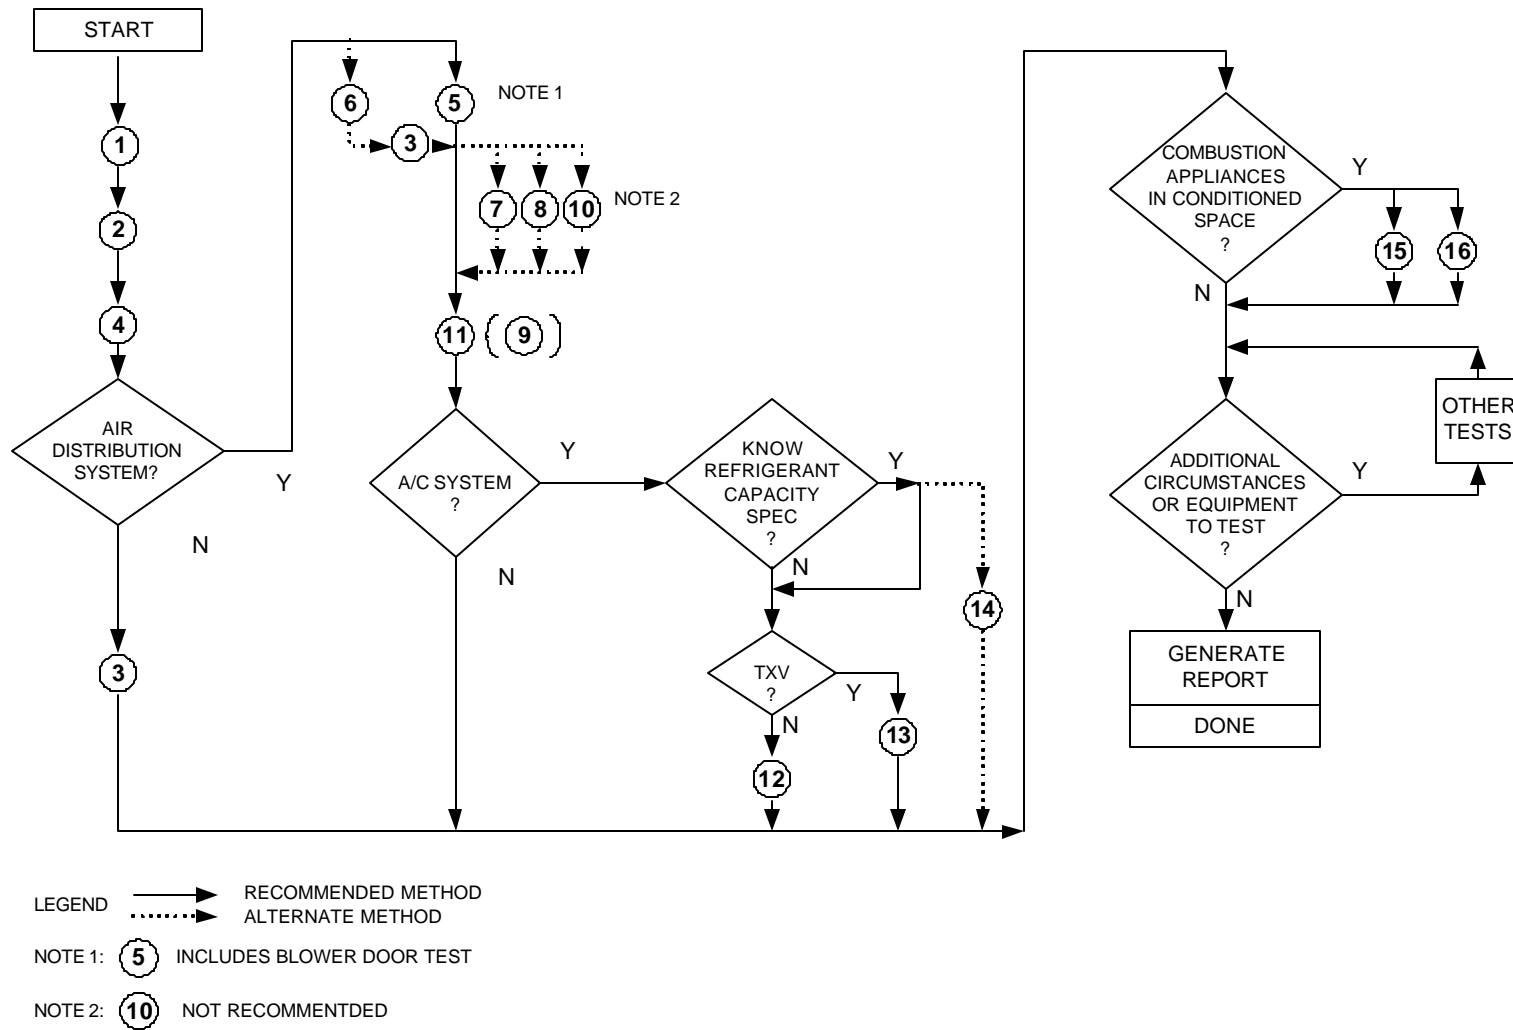 START
1
2
4
AIR
DISTRIBUTION
SYSTEM?
Y
N
3
6
5
NOTE 1
3
7
8
10
NOTE 2
11
( 9 )
A/C SYSTEM
?
Y
N
KNOW
REFRIGERANT
CAPACITY
SPEC
?
Y
N
14
TXV
?
Y
N
13
12
COMBUSTION
APPLIANCES
IN CONDITIONED
SPACE
?
Y
15
16
N
OTHER
TESTS
ADDITIONAL
CIRCUMSTANCES
OR EQUIPMENT
TO TEST
?
Y
N
GENERATE
REPORT
DONE
LEGEND
RECOMMENDED METHOD
ALTERNATE METHOD
NOTE 1: 5 INCLUDES BLOWER DOOR TEST
NOTE 2: 10 NOT RECOMMENTDED